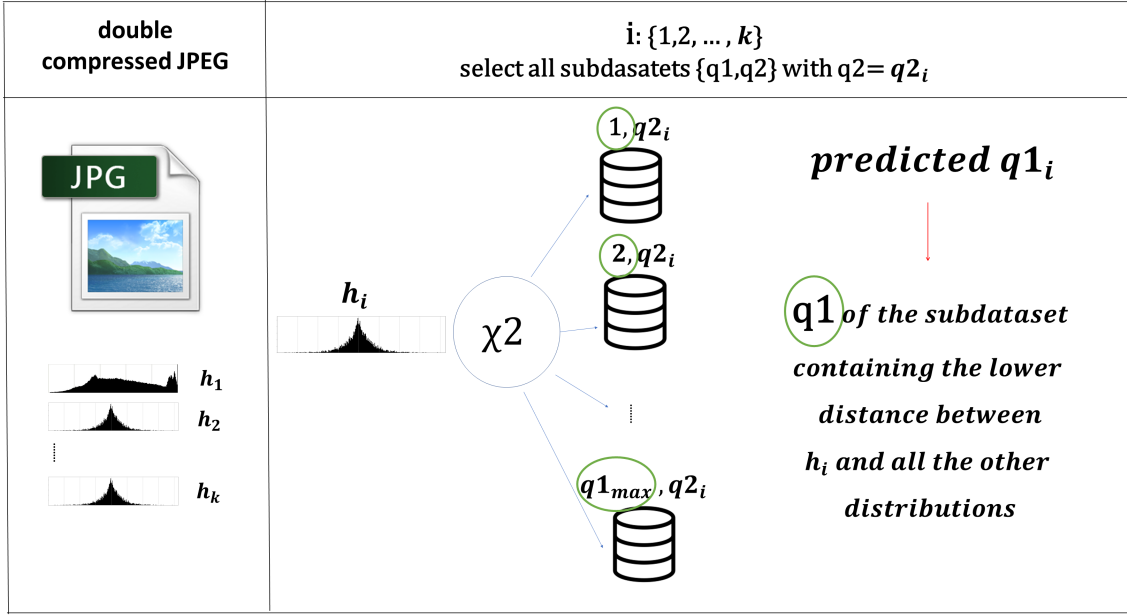 double
compressed JPEG
i: {1,2, … , k}
select all subdasatets {q1,q2} with q2= q2ᵢ
JPG
h₁
h₂
hₖ
hᵢ
χ2
1, q2ᵢ
2, q2ᵢ
q1ₘₐₓ, q2ᵢ
predicted q1ᵢ
q1 of the subdataset
containing the lower
distance between
hᵢ and all the other
distributions